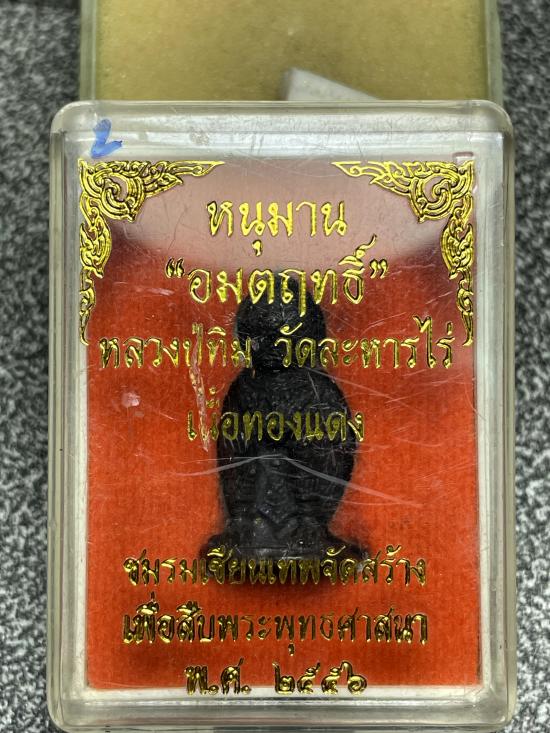 ๒
หนุมาน
“อมตฤทธิ์”
หลวงปู่ทิม วัดละหารไร่
เนื้อทองแดง
ชมรมเซียนเทพจัดสร้าง
เพื่อสืบพระพุทธศาสนา
พ.ศ. ๒๕๕๖